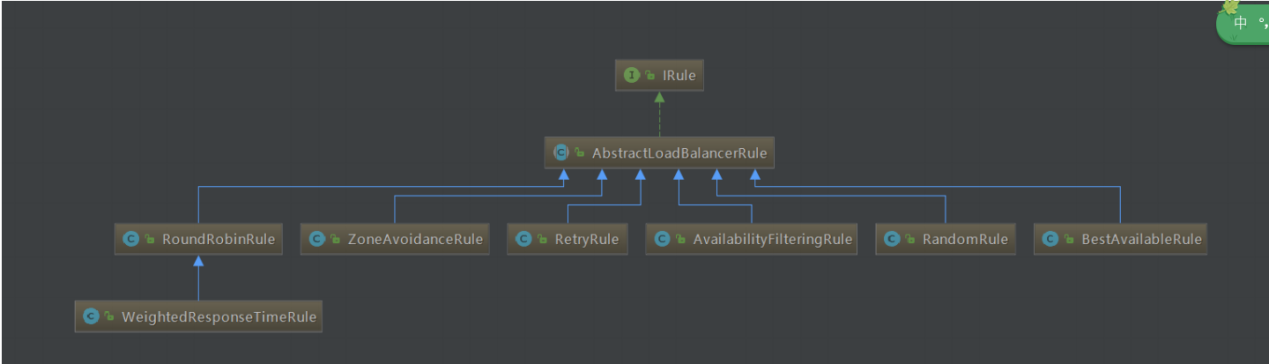 中 °,
I IRule
C AbstractLoadBalancerRule
C RoundRobinRule
C ZoneAvoidanceRule
C RetryRule
C AvailabilityFilteringRule
C RandomRule
C BestAvailableRule
C WeightedResponseTimeRule